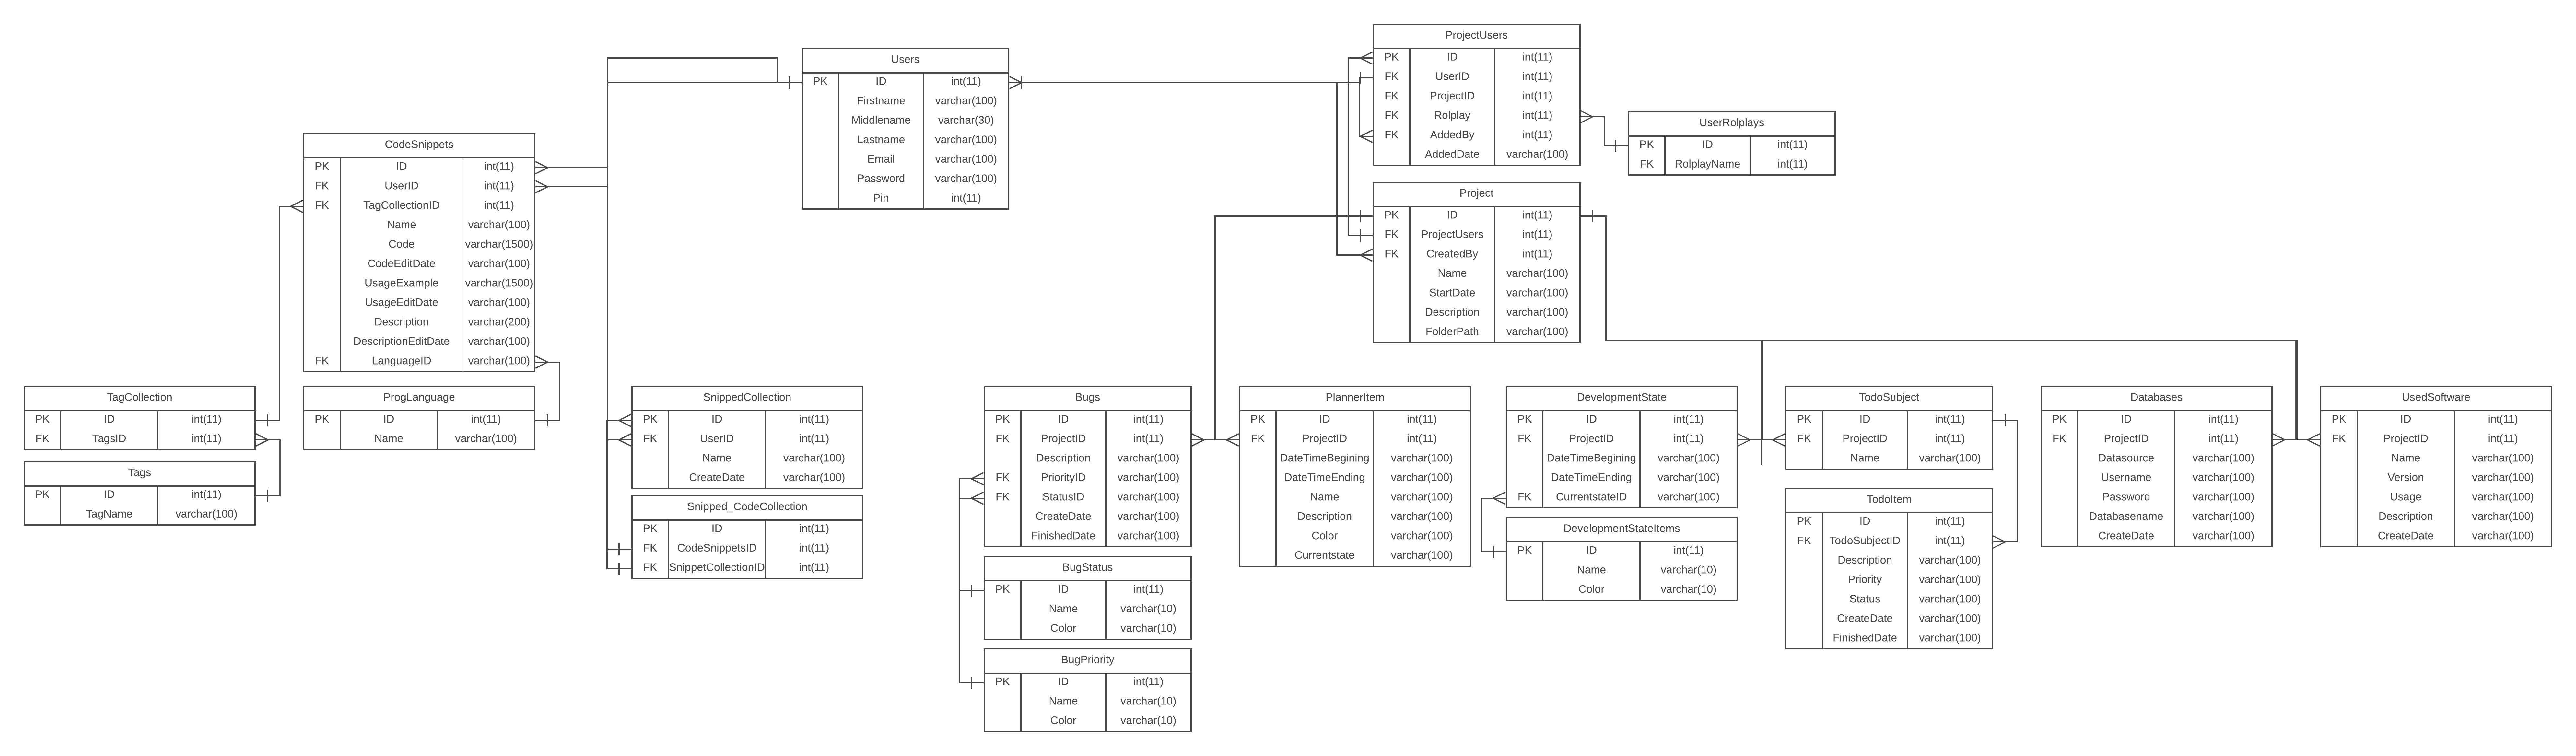 ProjectUsers
PK ID int(11)
FK UserID int(11)
FK ProjectID int(11)
FK Rolplay int(11)
FK AddedBy int(11)
AddedDate varchar(100)
Users
PK ID int(11)
Firstname varchar(100)
Middlename varchar(30)
Lastname varchar(100)
Email varchar(100)
Password varchar(100)
Pin int(11)
UserRolplays
PK ID int(11)
FK RolplayName int(11)
CodeSnippets
PK ID int(11)
FK UserID int(11)
FK TagCollectionID int(11)
Name varchar(100)
Code varchar(1500)
CodeEditDate varchar(100)
UsageExample varchar(1500)
UsageEditDate varchar(100)
Description varchar(200)
DescriptionEditDate varchar(100)
FK LanguageID varchar(100)
Project
PK ID int(11)
FK ProjectUsers int(11)
FK CreatedBy int(11)
Name varchar(100)
StartDate varchar(100)
Description varchar(100)
FolderPath varchar(100)
TagCollection
PK ID int(11)
FK TagsID int(11)
Tags
PK ID int(11)
TagName varchar(100)
ProgLanguage
PK ID int(11)
Name varchar(100)
SnippedCollection
PK ID int(11)
FK UserID int(11)
Name varchar(100)
CreateDate varchar(100)
Snipped_CodeCollection
PK ID int(11)
FK CodeSnippetsID int(11)
FK SnippetCollectionID int(11)
Bugs
PK ID int(11)
FK ProjectID int(11)
Description varchar(100)
FK PriorityID varchar(100)
FK StatusID varchar(100)
CreateDate varchar(100)
FinishedDate varchar(100)
BugStatus
PK ID int(11)
Name varchar(10)
Color varchar(10)
BugPriority
PK ID int(11)
Name varchar(10)
Color varchar(10)
PlannerItem
PK ID int(11)
FK ProjectID int(11)
DateTimeBegining varchar(100)
DateTimeEnding varchar(100)
Name varchar(100)
Description varchar(100)
Color varchar(100)
Currentstate varchar(100)
DevelopmentState
PK ID int(11)
FK ProjectID int(11)
DateTimeBegining varchar(100)
DateTimeEnding varchar(100)
FK CurrentstateID varchar(100)
DevelopmentStateItems
PK ID int(11)
Name varchar(10)
Color varchar(10)
TodoSubject
PK ID int(11)
FK ProjectID int(11)
Name varchar(100)
TodoItem
PK ID int(11)
FK TodoSubjectID int(11)
Description varchar(100)
Priority varchar(100)
Status varchar(100)
CreateDate varchar(100)
FinishedDate varchar(100)
Databases
PK ID int(11)
FK ProjectID int(11)
Datasource varchar(100)
Username varchar(100)
Password varchar(100)
Databasename varchar(100)
CreateDate varchar(100)
UsedSoftware
PK ID int(11)
FK ProjectID int(11)
Name varchar(100)
Version varchar(100)
Usage varchar(100)
Description varchar(100)
CreateDate varchar(100)